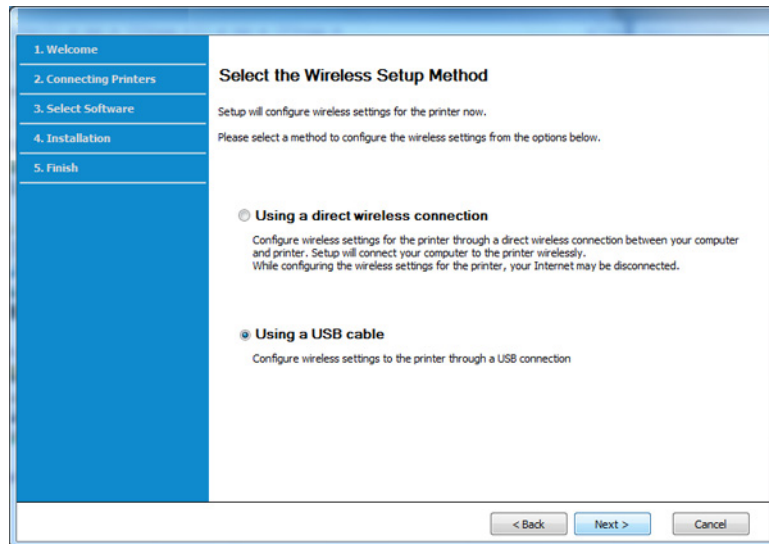 1. Welcome
2. Connecting Printers
3. Select Software
4. Installation
5. Finish
Select the Wireless Setup Method
Setup will configure wireless settings for the printer now.
Please select a method to configure the wireless settings from the options below.
Using a direct wireless connection
Configure wireless settings for the printer through a direct wireless connection between your computer
and printer. Setup will connect your computer to the printer wirelessly.
While configuring the wireless settings for the printer, your Internet may be disconnected.
Using a USB cable
Configure wireless settings to the printer through a USB connection
< Back
Next >
Cancel